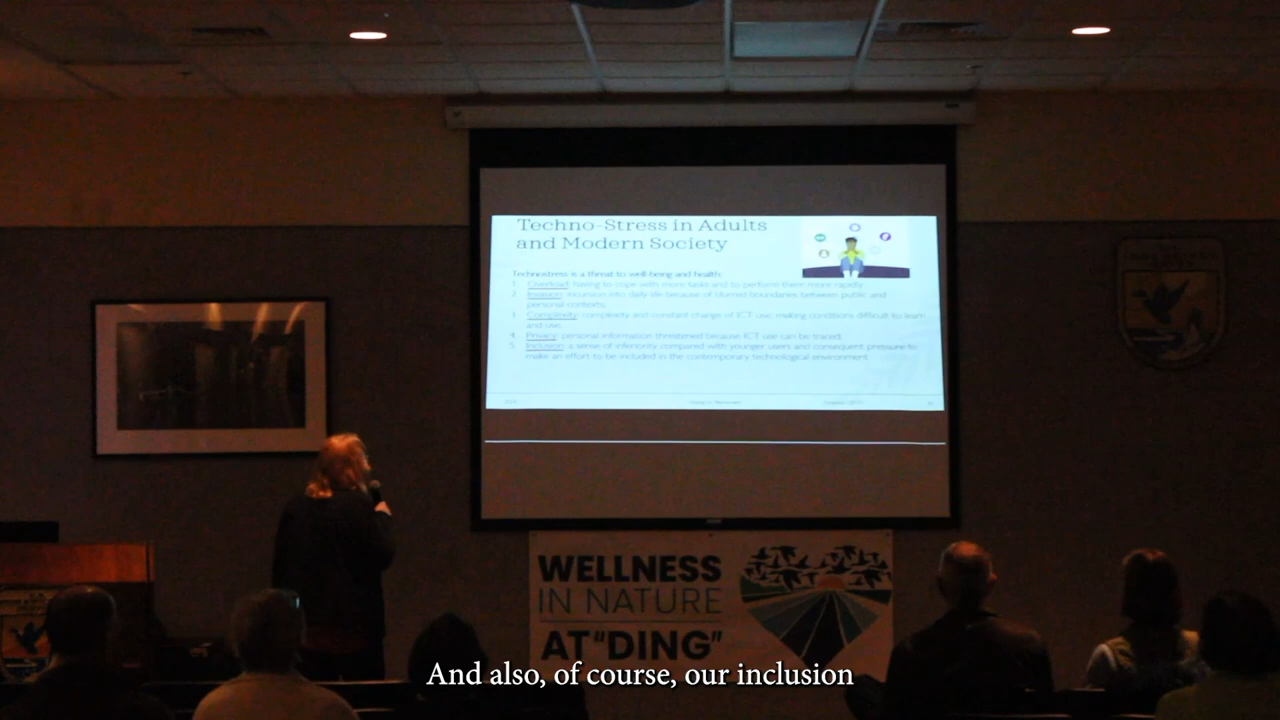 Techno-Stress in Adults
and Modern Society
Technostress is a threat to well-being and health:
1. Overload: having to cope with more tasks and to perform them more rapidly
2. Invasion: incursion into daily life because of blurred boundaries between public and
personal contexts
3. Complexity: complexity and constant change of ICT use, making conditions difficult to learn
and use
4. Privacy: personal information threatened because ICT use can be traced
5. Inclusion: a sense of inferiority compared with younger users and consequent pressure to
make an effort to be included in the contemporary technological environment
WELLNESS
IN NATURE
AT "DING"
And also, of course, our inclusion